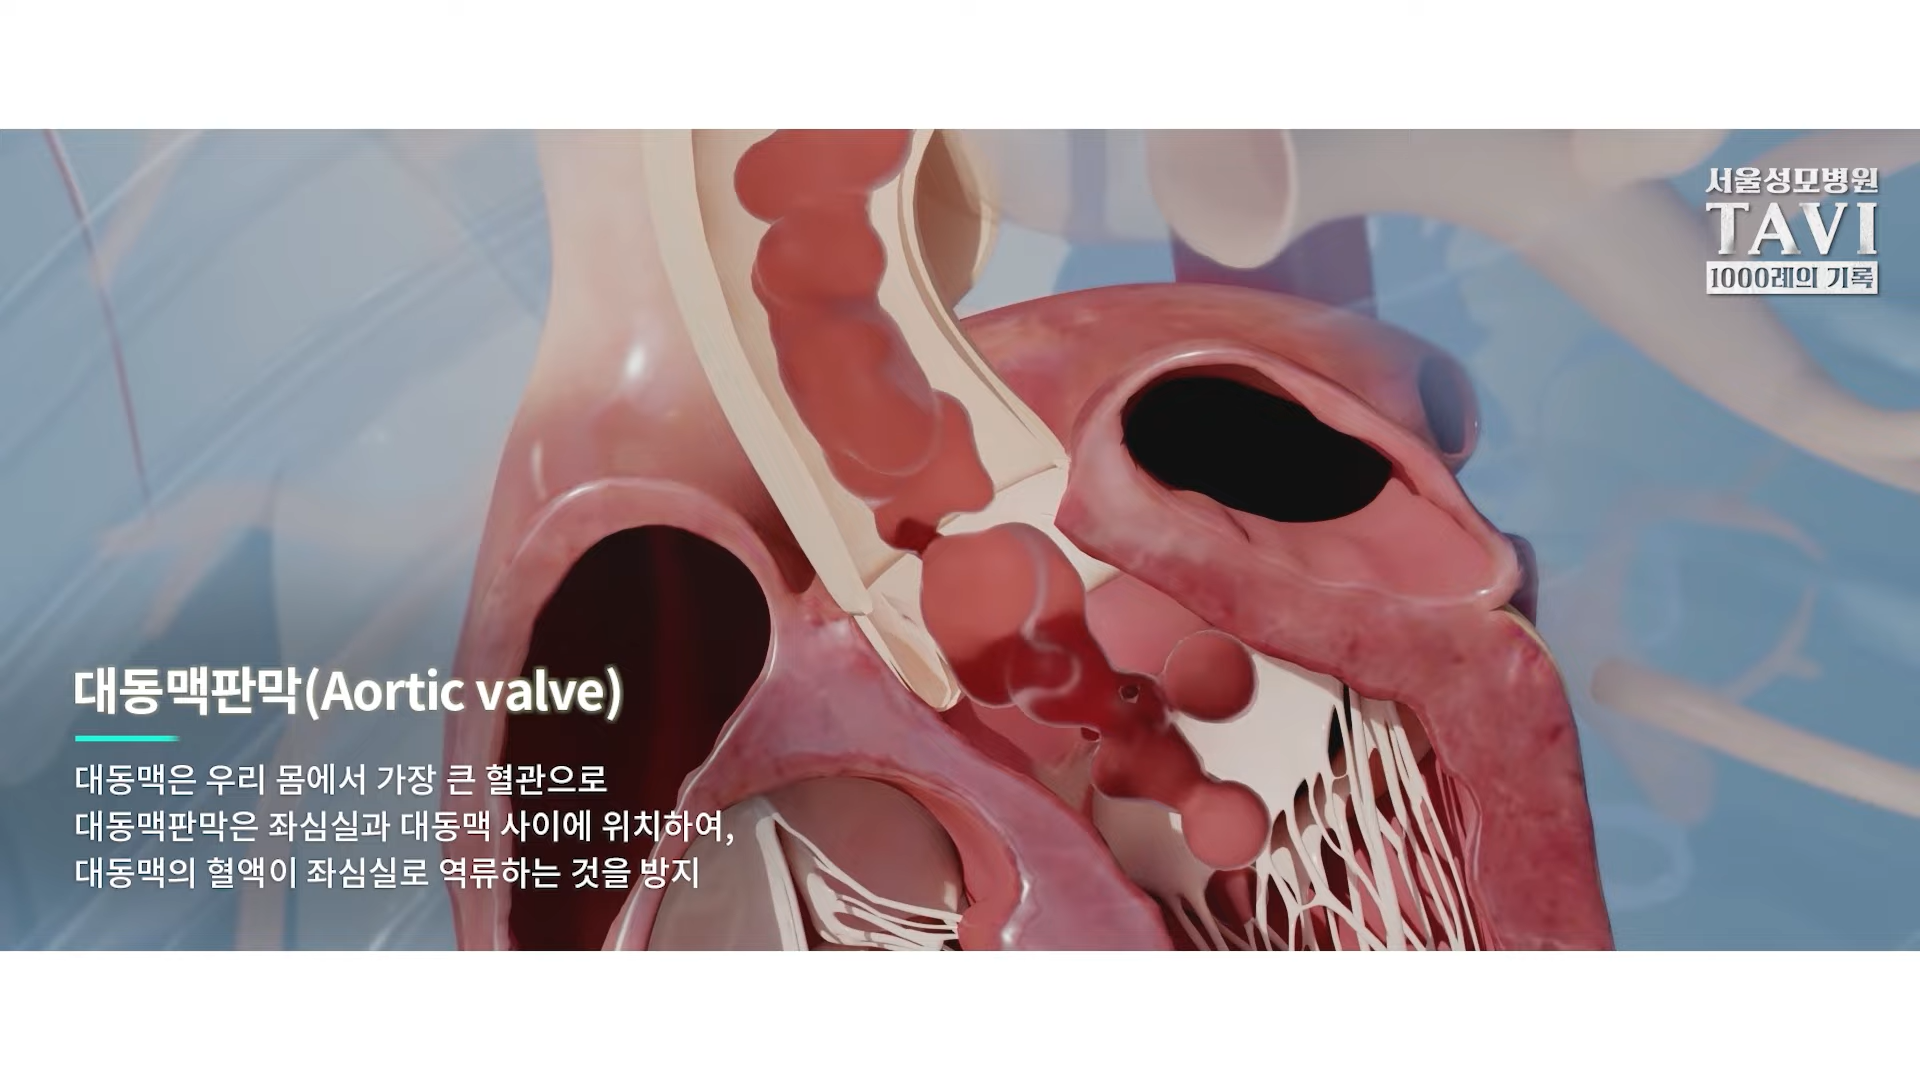 서울성모병원
TAVI
1000례의 기록
대동맥판막(Aortic valve)
대동맥은 우리 몸에서 가장 큰 혈관으로
대동맥판막은 좌심실과 대동맥 사이에 위치하여,
대동맥의 혈액이 좌심실로 역류하는 것을 방지